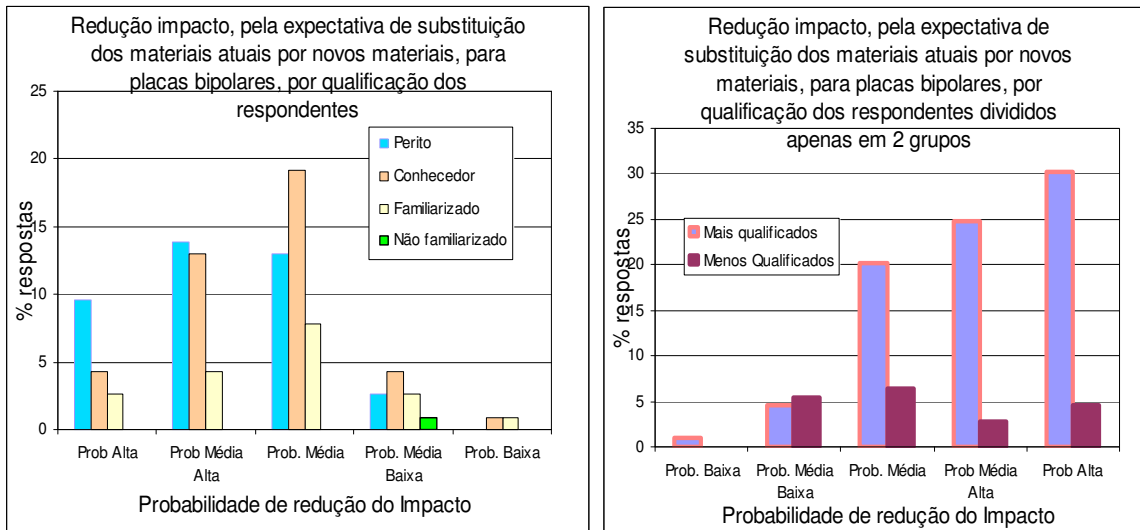 Redução impacto, pela expectativa de substituição
dos materiais atuais por novos materiais, para
placas bipolares, por qualificação dos
respondentes
25
20
15
10
5
0
% respostas
Perito
Conhecedor
Familiarizado
Não familiarizado
Prob Alta
Prob Média
Alta
Prob. Média
Prob. Média
Baixa
Prob. Baixa
Probabilidade de redução do Impacto
Redução impacto, pela expectativa de
substituição dos materiais atuais por novos
materiais, para placas bipolares, por
qualificação dos respondentes divididos
apenas em 2 grupos
35
30
25
20
15
10
5
0
% respostas
Mais qualificados
Menos Qualificados
Prob. Baixa
Prob. Média
Baixa
Prob. Média
Prob Média
Alta
Prob Alta
Probabilidade de redução do Impacto